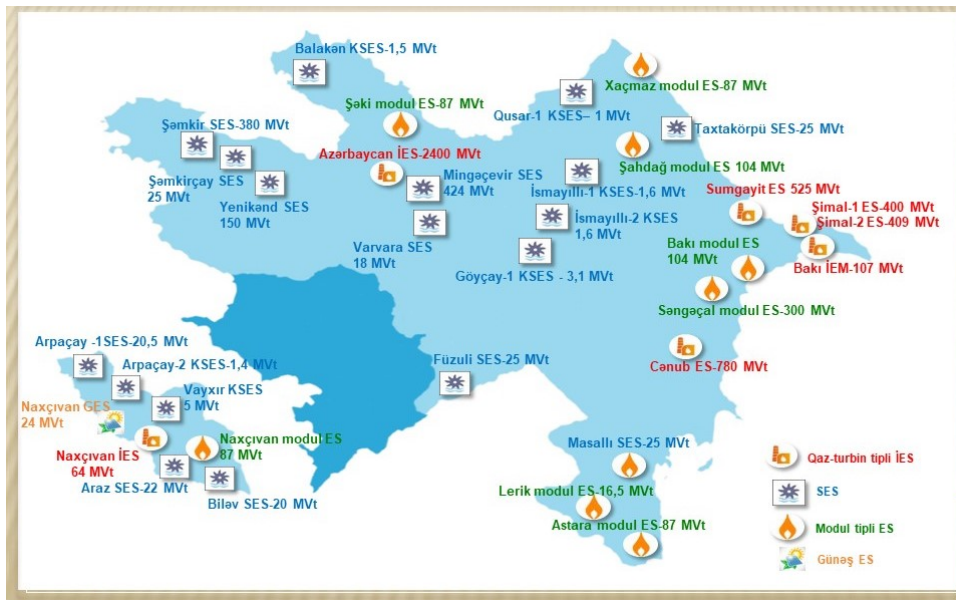 Balakən KSES-1,5 MVt
Şəki modul ES-87 MVt
Xaçmaz modul ES-87 MVt
Qusar-1 KSES– 1 MVt
Taxtakörpü SES-25 MVt
Şəmkir SES-380 MVt
Azərbaycan İES-2400 MVt
Şahdağ modul ES 104 MVt
Şəmkirçay SES
25 MVt
Mingəçevir SES
424 MVt
İsmayıllı-1 KSES-1,6 MVt
Sumgayit ES 525 MVt
Yenikənd SES
150 MVt
İsmayıllı-2 KSES
1,6 MVt
Şimal-1 ES-400 MVt
Şimal-2 ES-409 MVt
Varvara SES
18 MVt
Bakı modul ES
104 MVt
Göyçay-1 KSES - 3,1 MVt
Bakı İEM-107 MVt
Səngəçal modul ES-300 MVt
Arpaçay -1SES-20,5 MVt
Arpaçay-2 KSES-1,4 MVt
Füzuli SES-25 MVt
Cənub ES-780 MVt
Vayxır KSES
5 MVt
Naxçıvan GES
24 MVt
Naxçıvan modul ES
87 MVt
Naxçıvan İES
64 MVt
Masallı SES-25 MVt
Araz SES-22 MVt
Biləv SES-20 MVt
Lerik modul ES-16,5 MVt
Astara modul ES-87 MVt
Qaz-turbin tipli İES
SES
Modul tipli ES
Günəş ES